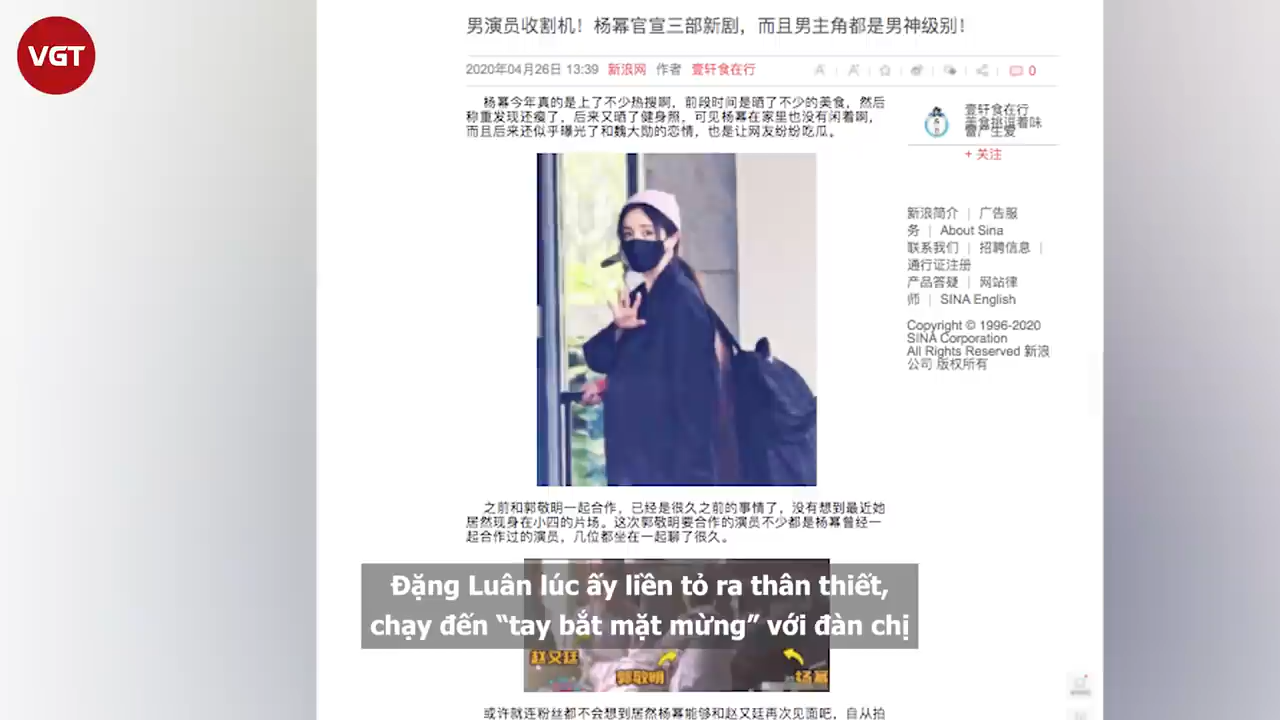 VGT
男演员收割机！杨幂官宣三部新剧，而且男主角都是男神级别！
2020年04月26日 13:39 新浪网 作者 壹轩食在行
0
杨幂今年真的是上了不少热搜啊，前段时间是晒了不少的美食，然后
称重发现还瘦了，后来又晒了健身熬，可见杨幂在家里也没有闲着啊，
而且后来还似乎曝光了和魏大勋的恋情，也是让网友纷纷吃瓜。
壹轩食在行
美食挑逗着味
蕾产生爱
+ 关注
新浪简介 | 广告服
务 | About Sina
联系我们 | 招聘信息 |
通行证注册
产品答疑 | 网站律
师 | SINA English
Copyright © 1996-2020
SINA Corporation
All Rights Reserved 新浪
公司 版权所有
之前和郭敬明一起合作，已经是很久之前的事情了，没有想到最近她
居然现身在小四的片场。这次郭敬明要合作的演员不少都是杨幂曾经一
起合作过的演员，几位都坐在一起聊了很久。
Đặng Luân lúc ấy liền tỏ ra thân thiết,
chạy đến “tay bắt mặt mừng” với đàn chị
赵又廷
郭敬明
杨幂
或许就连粉丝都不会想到居然杨幂能够和赵又廷再次见面吧，自从拍